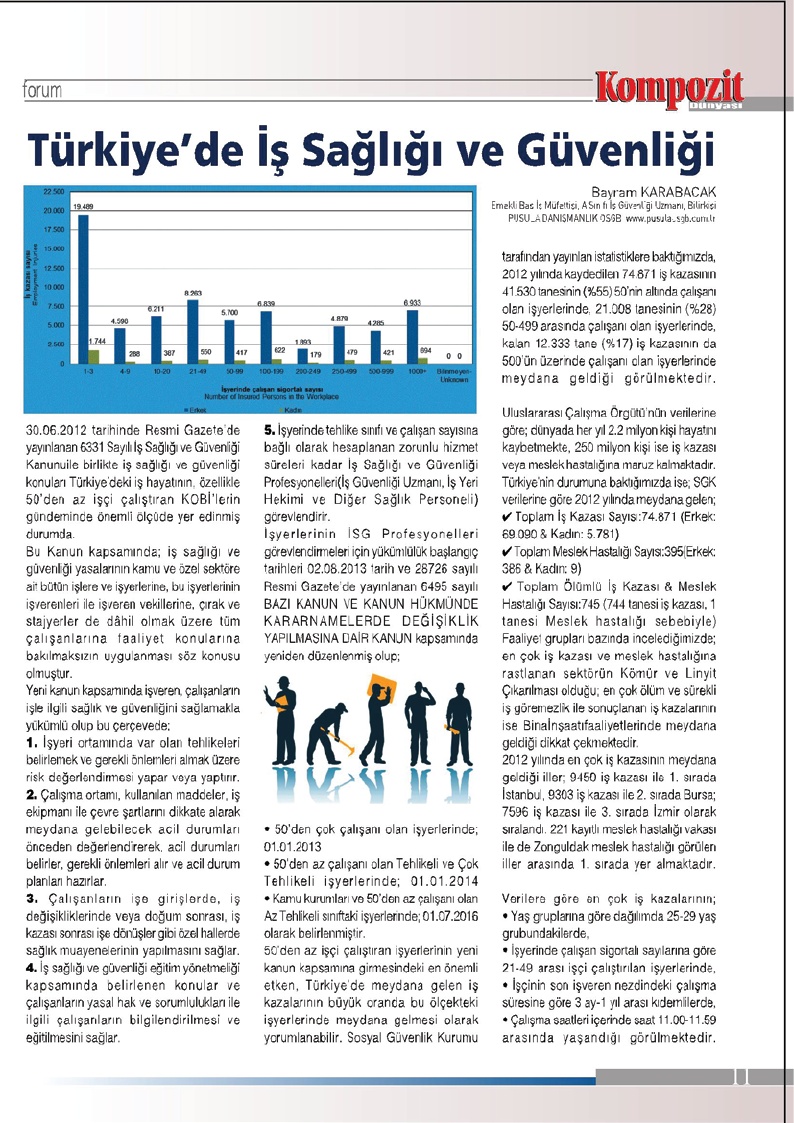 forum
Kompozit
Dünyası
Türkiye’de İş Sağlığı ve Güvenliği
Bayram KARABACAK
Emekli Baş İş Müfettişi, A Sınıfı İş Güvenliği Uzmanı, Bilirkişi
PUSULA DANIŞMANLIK OSGB www.pusulaosgb.com.tr
İş kazası sayısı
Employment Injuries
22.500
20.000
17.500
15.000
12.500
10.000
7.500
5.000
2.500
0
19.489
1.744
4.590
288
6.211
387
8.263
550
5.700
417
6.839
622
1.893
179
4.879
479
4.285
421
6.933
694
0 0
1-3 4-9 10-20 21-49 50-99 100-199 200-249 250-499 500-999 1000+ Bilinmeyen-
Unknown
İşyerinde çalışan sigortalı sayısı
Number of Insured Persons in the Workplace
Erkek Kadın
30.06.2012 tarihinde Resmi Gazete’de
yayınlanan 6331 Sayılı İş Sağlığı ve Güvenliği
Kanunuile birlikte iş sağlığı ve güvenliği
konuları Türkiye’deki iş hayatının, özellikle
50’den az işçi çalıştıran KOBİ’lerin
gündeminde önemli ölçüde yer edinmiş
durumda.
Bu Kanun kapsamında; iş sağlığı ve
güvenliği yasalarının kamu ve özel sektöre
ait bütün işlere ve işyerlerine, bu işyerlerinin
işverenleri ile işveren vekillerine, çırak ve
stajyerler de dâhil olmak üzere tüm
çalışanlarına faaliyet konularına
bakılmaksızın uygulanması söz konusu
olmuştur.
Yeni kanun kapsamında işveren, çalışanların
işle ilgili sağlık ve güvenliğini sağlamakla
yükümlü olup bu çerçevede;
1. İşyeri ortamında var olan tehlikeleri
belirlemek ve gerekli önlemleri almak üzere
risk değerlendirmesi yapar veya yaptırır.
2. Çalışma ortamı, kullanılan maddeler, iş
ekipmanı ile çevre şartlarını dikkate alarak
meydana gelebilecek acil durumları
önceden değerlendirerek, acil durumları
belirler, gerekli önlemleri alır ve acil durum
planları hazırlar.
3. Çalışanların işe girişlerde, iş
değişikliklerinde veya doğum sonrası, iş
kazası sonrası işe dönüşler gibi özel hallerde
sağlık muayenelerinin yapılmasını sağlar.
4. İş sağlığı ve güvenliği eğitim yönetmeliği
kapsamında belirlenen konular ve
çalışanların yasal hak ve sorumlulukları ile
ilgili çalışanların bilgilendirilmesi ve
eğitilmesini sağlar.
5. İşyerinde tehlike sınıfı ve çalışan sayısına
bağlı olarak hesaplanan zorunlu hizmet
süreleri kadar İş Sağlığı ve Güvenliği
Profesyonelleri(İş Güvenliği Uzmanı, İş Yeri
Hekimi ve Diğer Sağlık Personeli)
görevlendirir.
İşyerlerinin İSG Profesyonelleri
görevlendirmeleri için yükümlülük başlangıç
tarihleri 02.08.2013 tarih ve 28726 sayılı
Resmi Gazete’de yayınlanan 6495 sayılı
BAZI KANUN VE KANUN HÜKMÜNDE
KARARNAMELERDE DEĞİŞİKLİK
YAPILMASINA DAİR KANUN kapsamında
yeniden düzenlenmiş olup;
• 50’den çok çalışanı olan işyerlerinde;
01.01.2013
• 50’den az çalışanı olan Tehlikeli ve Çok
Tehlikeli işyerlerinde; 01.01.2014
• Kamu kurumları ve 50’den az çalışanı olan
Az Tehlikeli sınıftaki işyerlerinde; 01.07.2016
olarak belirlenmiştir.
50’den az işçi çalıştıran işyerlerinin yeni
kanun kapsamına girmesindeki en önemli
etken, Türkiye’de meydana gelen iş
kazalarının büyük oranda bu ölçekteki
işyerlerinde meydana gelmesi olarak
yorumlanabilir. Sosyal Güvenlik Kurumu
tarafından yayınlan istatistiklere baktığımızda,
2012 yılında kaydedilen 74.871 iş kazasının
41.530 tanesinin (%55) 50’nin altında çalışanı
olan işyerlerinde, 21.008 tanesinin (%28)
50-499 arasında çalışanı olan işyerlerinde,
kalan 12.333 tane (%17) iş kazasının da
500’ün üzerinde çalışanı olan işyerlerinde
meydana geldiği görülmektedir.
Uluslararası Çalışma Örgütü’nün verilerine
göre; dünyada her yıl 2.2 milyon kişi hayatını
kaybetmekte, 250 milyon kişi ise iş kazası
veya meslek hastalığına maruz kalmaktadır.
Türkiye’nin durumuna baktığımızda ise; SGK
verilerine göre 2012 yılında meydana gelen;
✔ Toplam İş Kazası Sayısı:74.871 (Erkek:
69.090 & Kadın: 5.781)
✔ Toplam Meslek Hastalığı Sayısı:395(Erkek:
386 & Kadın: 9)
✔ Toplam Ölümlü İş Kazası & Meslek
Hastalığı Sayısı:745 (744 tanesi iş kazası, 1
tanesi Meslek hastalığı sebebiyle)
Faaliyet grupları bazında incelediğimizde;
en çok iş kazası ve meslek hastalığına
rastlanan sektörün Kömür ve Linyit
Çıkarılması olduğu; en çok ölüm ve sürekli
iş göremezlik ile sonuçlanan iş kazalarının
ise Binaİnşaatıfaaliyetlerinde meydana
geldiği dikkat çekmektedir.
2012 yılında en çok iş kazasının meydana
geldiği iller; 9450 iş kazası ile 1. sırada
İstanbul, 9303 iş kazası ile 2. sırada Bursa;
7596 iş kazası ile 3. sırada İzmir olarak
sıralandı. 221 kayıtlı meslek hastalığı vakası
ile de Zonguldak meslek hastalığı görülen
iller arasında 1. sırada yer almaktadır.
Verilere göre en çok iş kazalarının;
• Yaş gruplarına göre dağılımda 25-29 yaş
grubundakilerde,
• İşyerinde çalışan sigortalı sayılarına göre
21-49 arası işçi çalıştırılan işyerlerinde,
• İşçinin son işveren nezdindeki çalışma
süresine göre 3 ay-1 yıl arası kıdemlilerde,
• Çalışma saatleri içerinde saat 11.00-11.59
arasında yaşandığı görülmektedir.